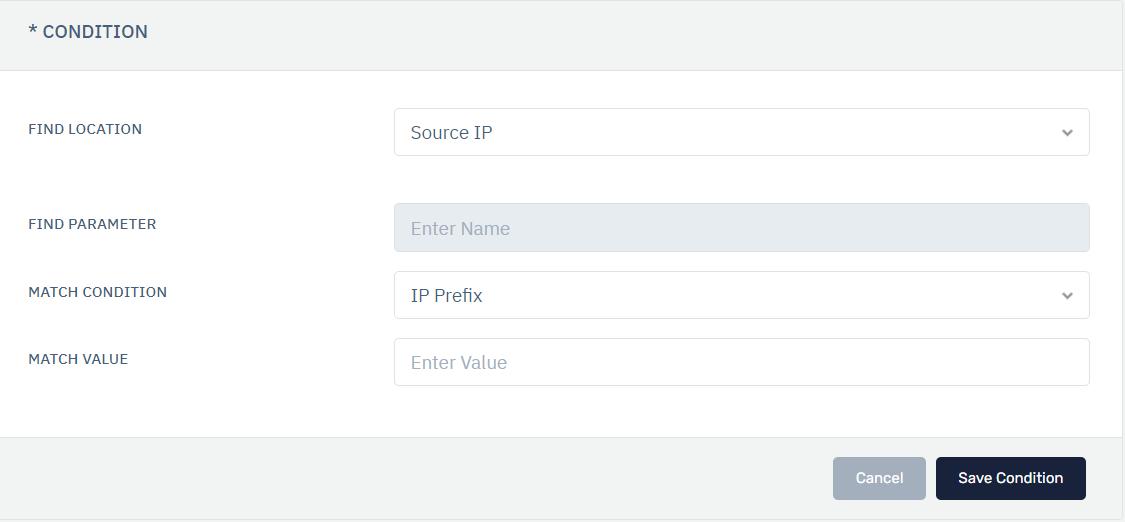 * CONDITION
FIND LOCATION
Source IP
FIND PARAMETER
Enter Name
MATCH CONDITION
IP Prefix
MATCH VALUE
Enter Value
Cancel
Save Condition